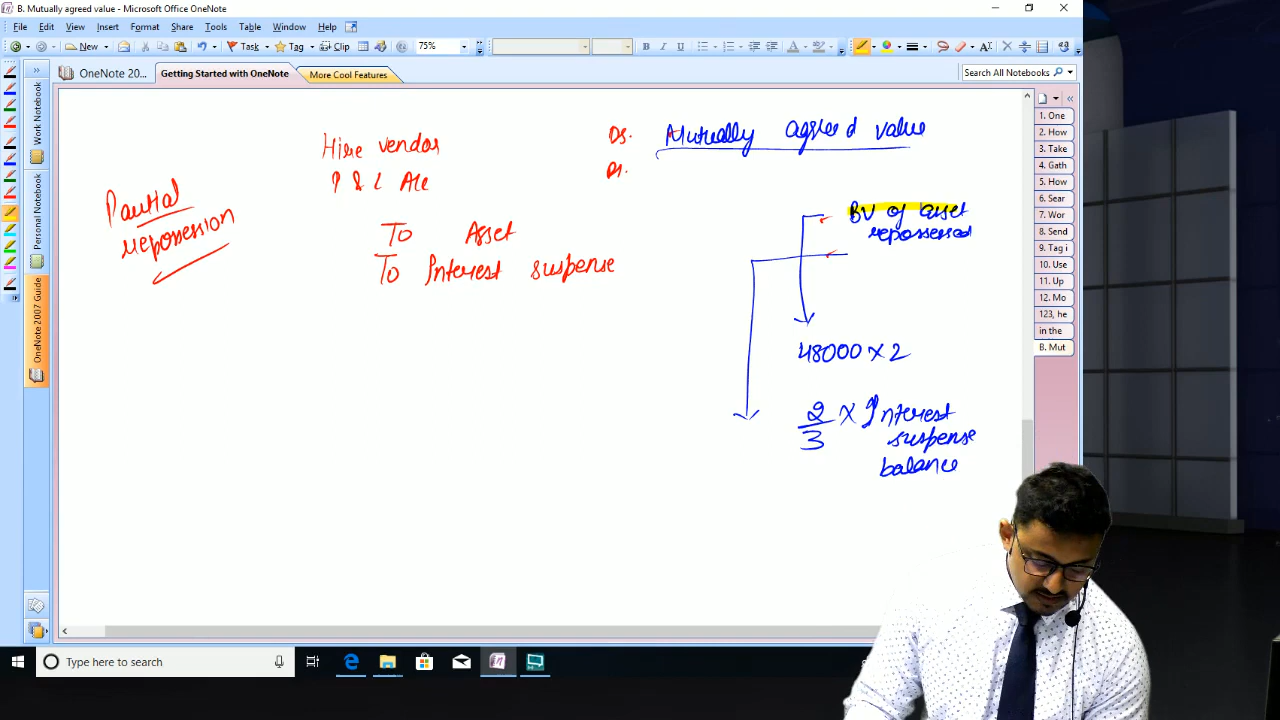 B. Mutually agreed value - Microsoft Office OneNote
File Edit View Insert Format Share Tools Table Window Help
New Task Tag Clip 75%
OneNote 20... Getting Started with OneNote More Cool Features Search All Notebooks
Work Notebook
Personal Notebook
OneNote 2007 Guide
1. One
2. How
3. Take
4. Gath
5. How
6. Sear
7. Wor
8. Send
9. Tag i
10. Use
11. Up
12. Mo
123, he
in the
B. Mut
Partial
repossession
Hire vendor Dr. Mutually agreed value
P & L A/c Dr.
To Asset
To Interest suspense
BV of asset
repossessed
48000 x 2
2/3 x Interest
suspense
balance
Type here to search